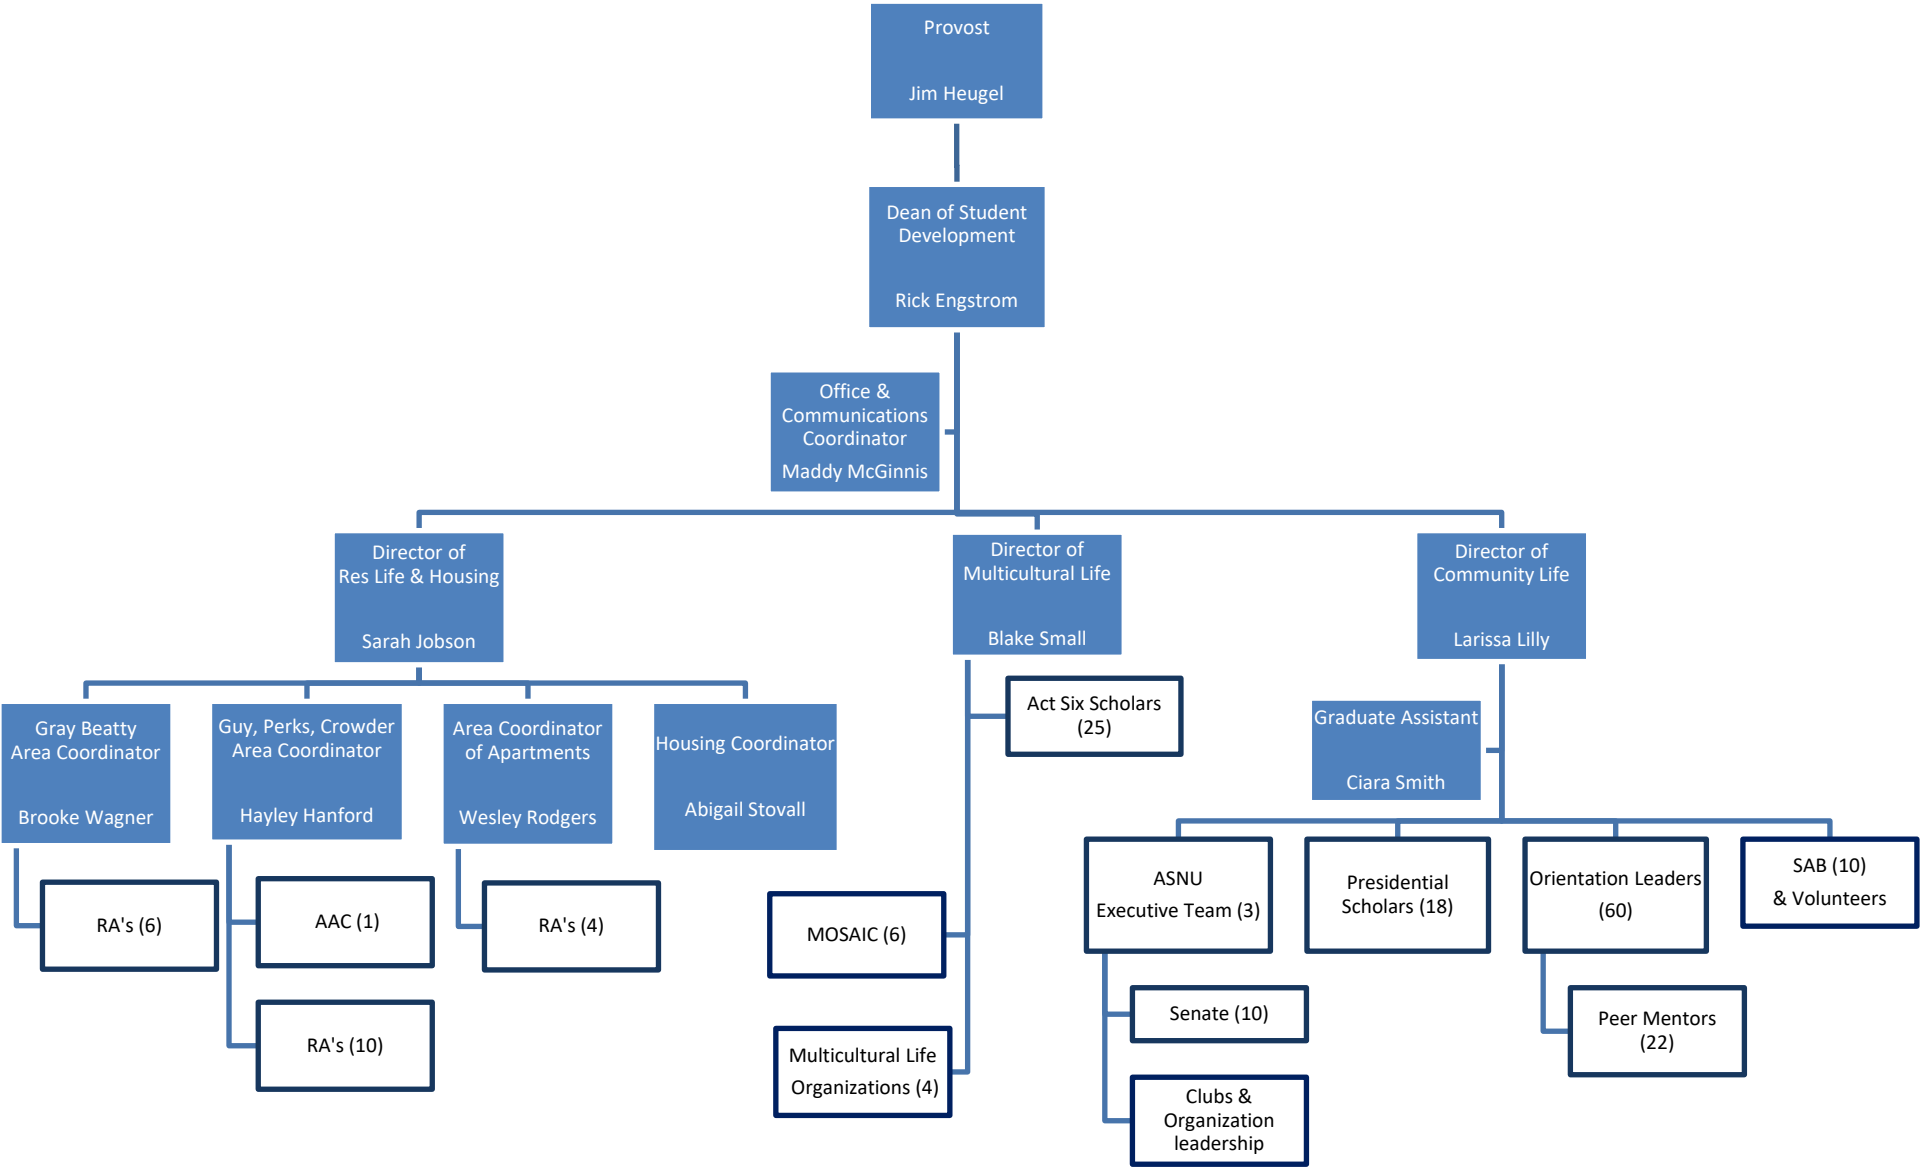 Provost
Jim Heugel
Dean of Student
Development
Rick Engstrom
Office &
Communications
Coordinator
Maddy McGinnis
Director of
Res Life & Housing
Sarah Jobson
Director of
Multicultural Life
Blake Small
Director of
Community Life
Larissa Lilly
Gray Beatty
Area Coordinator
Brooke Wagner
Guy, Perks, Crowder
Area Coordinator
Hayley Hanford
Area Coordinator
of Apartments
Wesley Rodgers
Housing Coordinator
Abigail Stovall
Act Six Scholars
(25)
Graduate Assistant
Ciara Smith
RA's (6)
AAC (1)
RA's (10)
RA's (4)
MOSAIC (6)
Multicultural Life
Organizations (4)
ASNU
Executive Team (3)
Presidential
Scholars (18)
Orientation Leaders
(60)
SAB (10)
& Volunteers
Senate (10)
Clubs &
Organization
leadership
Peer Mentors
(22)